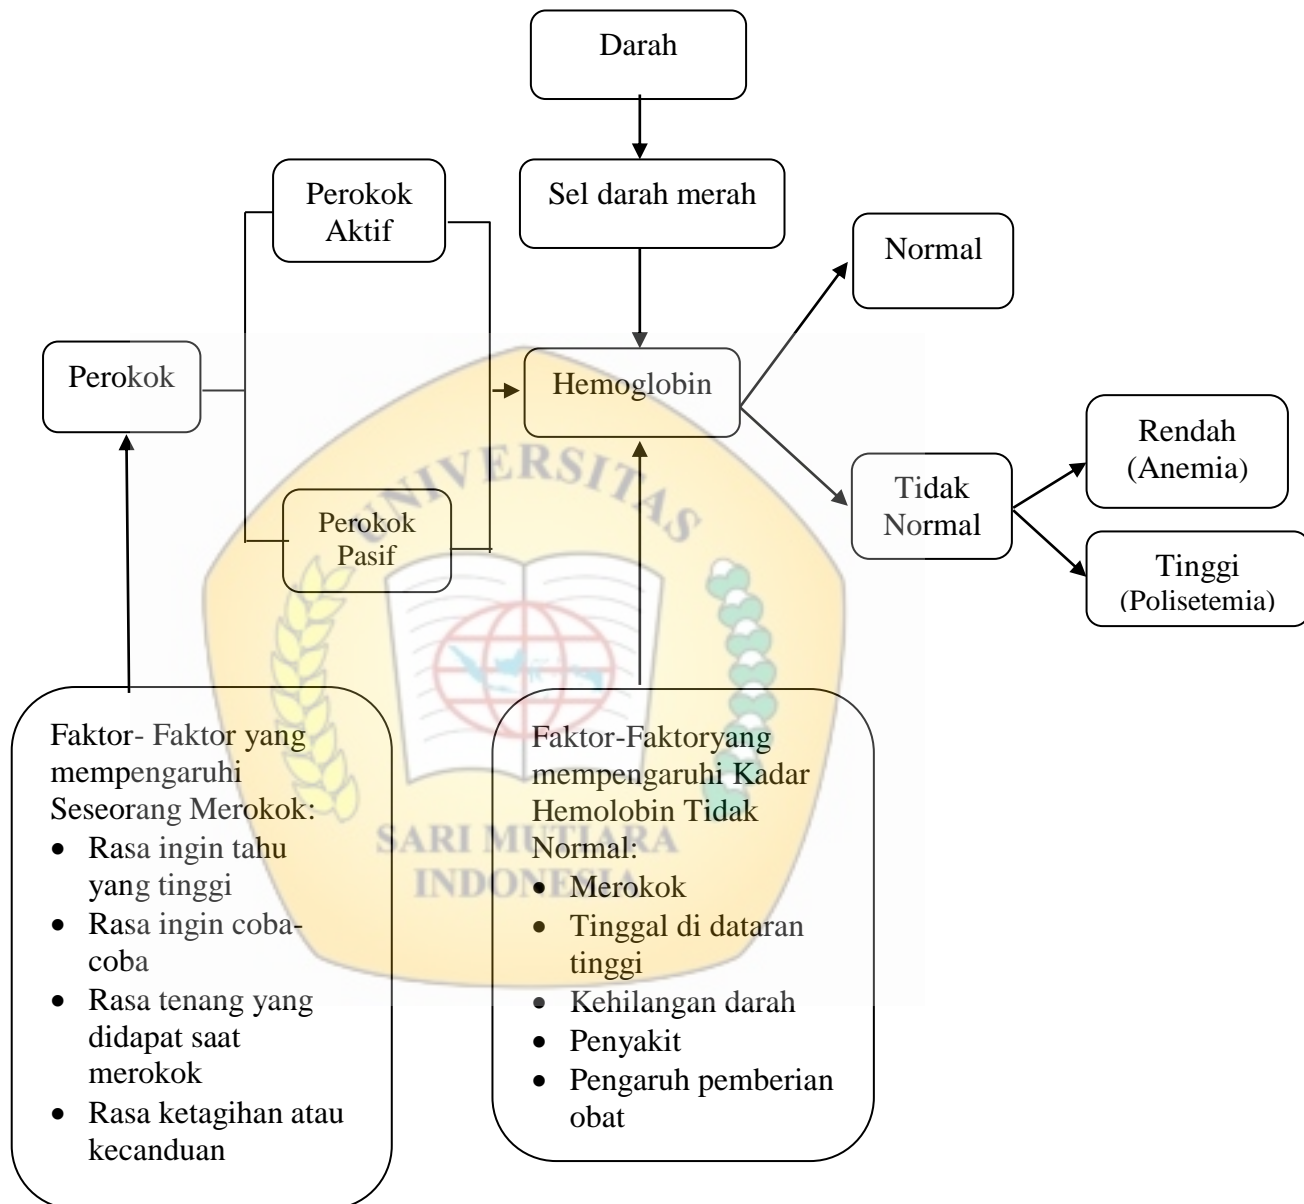 Darah
Sel darah merah
Perokok
Aktif
Normal
Perokok
Hemoglobin
Rendah
(Anemia)
Tidak
Normal
Perokok
Pasif
Tinggi
(Polisetemia)
UNIVERSITAS
SARI MUTIARA
INDONESIA
Faktor- Faktor yang
mempengaruhi
Seseorang Merokok:
• Rasa ingin tahu
yang tinggi
• Rasa ingin coba-
coba
• Rasa tenang yang
didapat saat
merokok
• Rasa ketagihan atau
kecanduan
Faktor-Faktoryang
mempengaruhi Kadar
Hemolobin Tidak
Normal:
• Merokok
• Tinggal di dataran
tinggi
• Kehilangan darah
• Penyakit
• Pengaruh pemberian
obat